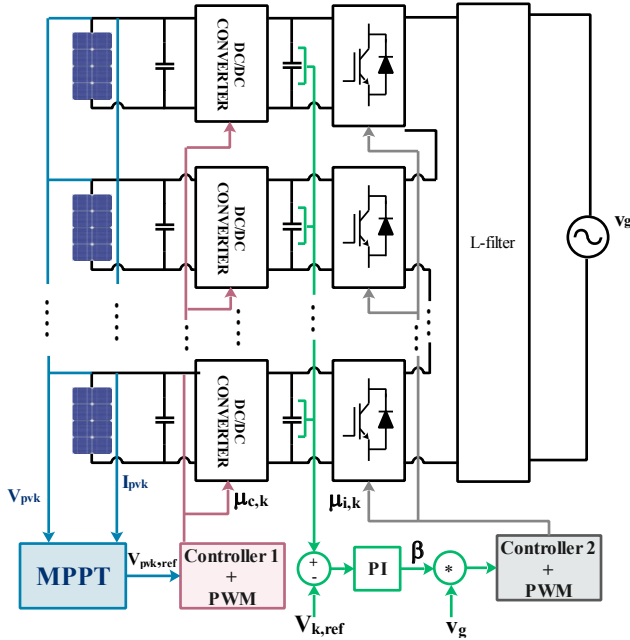 DC/DC
CONVERTER
DC/DC
CONVERTER
vg
L-filter
DC/DC
CONVERTER
Vpvk
Ipvk
μc,k
μi,k
MPPT
Vpvk,ref
Controller 1
+
PWM
+
-
PI
β
*
Controller 2
+
PWM
Vk,ref
vg